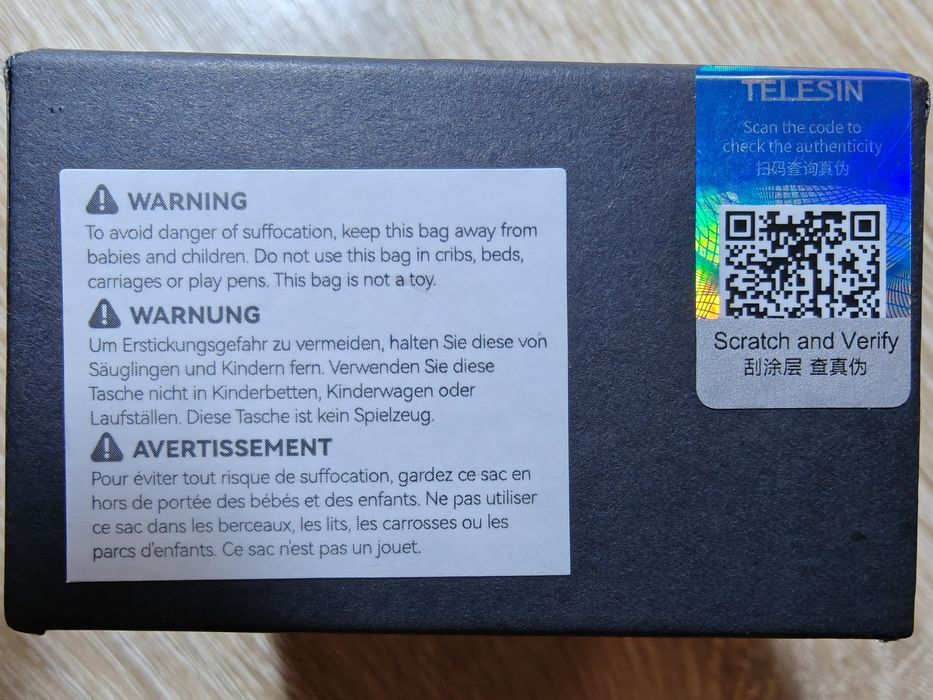 WARNING
To avoid danger of suffocation, keep this bag away from
babies and children. Do not use this bag in cribs, beds,
carriages or play pens. This bag is not a toy.
WARNUNG
Um Erstickungsgefahr zu vermeiden, halten Sie diese von
Säuglingen und Kindern fern. Verwenden Sie diese
Tasche nicht in Kinderbetten, Kinderwagen oder
Laufställen. Diese Tasche ist kein Spielzeug.
AVERTISSEMENT
Pour éviter tout risque de suffocation, gardez ce sac en
hors de portée des bébés et des enfants. Ne pas utiliser
ce sac dans les berceaux, les lits, les carrosses ou les
parcs d'enfants. Ce sac n'est pas un jouet.
TELESIN
Scan the code to
check the authenticity
扫码查询真伪
Scratch and Verify
刮涂层 查真伪